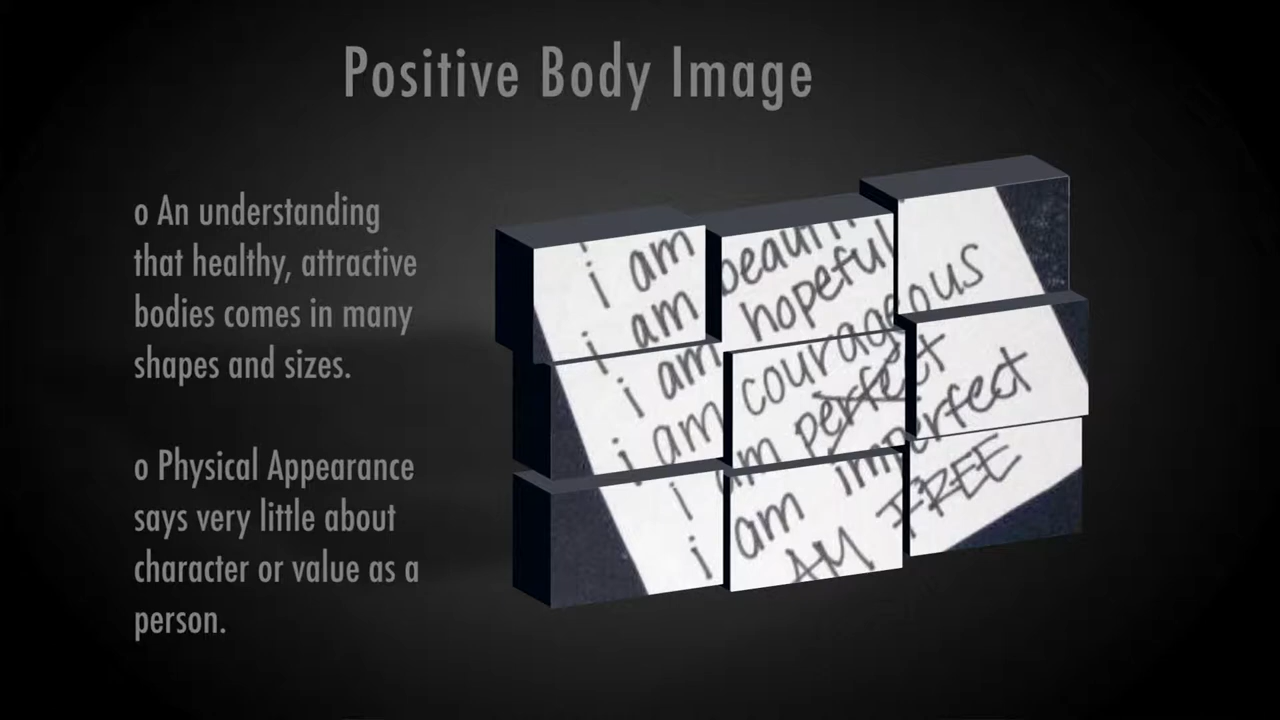 Positive Body Image
o An understanding
that healthy, attractive
bodies comes in many
shapes and sizes.
o Physical Appearance
says very little about
character or value as a
person.
i am
i am hopeful
i am courageous
i am perfect
i am imperfect
i AM FREE